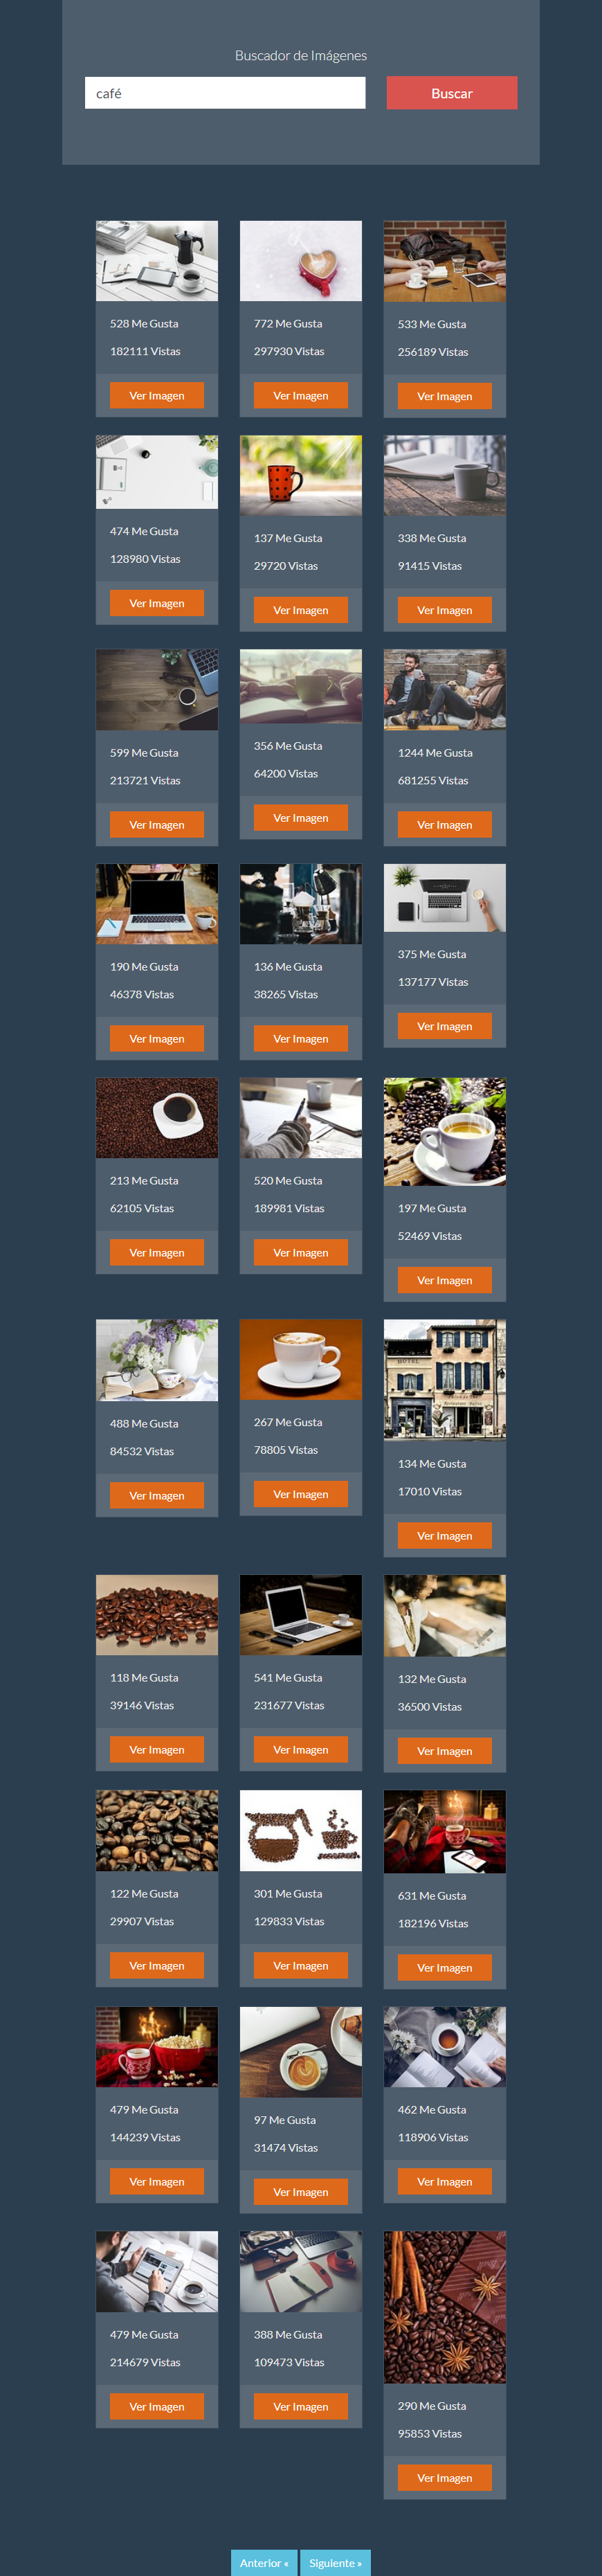 Buscador de Imágenes
café
Buscar
528 Me Gusta
182111 Vistas
Ver Imagen
772 Me Gusta
297930 Vistas
Ver Imagen
533 Me Gusta
256189 Vistas
Ver Imagen
474 Me Gusta
128980 Vistas
Ver Imagen
137 Me Gusta
29720 Vistas
Ver Imagen
338 Me Gusta
91415 Vistas
Ver Imagen
599 Me Gusta
213721 Vistas
Ver Imagen
356 Me Gusta
64200 Vistas
Ver Imagen
1244 Me Gusta
681255 Vistas
Ver Imagen
190 Me Gusta
46378 Vistas
Ver Imagen
136 Me Gusta
38265 Vistas
Ver Imagen
375 Me Gusta
137177 Vistas
Ver Imagen
213 Me Gusta
62105 Vistas
Ver Imagen
520 Me Gusta
189981 Vistas
Ver Imagen
197 Me Gusta
52469 Vistas
Ver Imagen
488 Me Gusta
84532 Vistas
Ver Imagen
267 Me Gusta
78805 Vistas
Ver Imagen
HOTEL
134 Me Gusta
17010 Vistas
Ver Imagen
118 Me Gusta
39146 Vistas
Ver Imagen
541 Me Gusta
231677 Vistas
Ver Imagen
132 Me Gusta
36500 Vistas
Ver Imagen
122 Me Gusta
29907 Vistas
Ver Imagen
301 Me Gusta
129833 Vistas
Ver Imagen
631 Me Gusta
182196 Vistas
Ver Imagen
479 Me Gusta
144239 Vistas
Ver Imagen
97 Me Gusta
31474 Vistas
Ver Imagen
462 Me Gusta
118906 Vistas
Ver Imagen
479 Me Gusta
214679 Vistas
Ver Imagen
388 Me Gusta
109473 Vistas
Ver Imagen
290 Me Gusta
95853 Vistas
Ver Imagen
Anterior «
Siguiente »